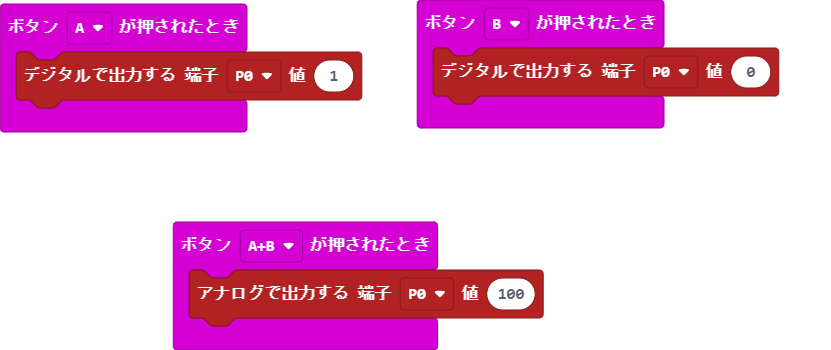 ボタン A が押されたとき
デジタルで出力する 端子 P0 値 1
ボタン B が押されたとき
デジタルで出力する 端子 P0 値 0
ボタン A+B が押されたとき
アナログで出力する 端子 P0 値 100